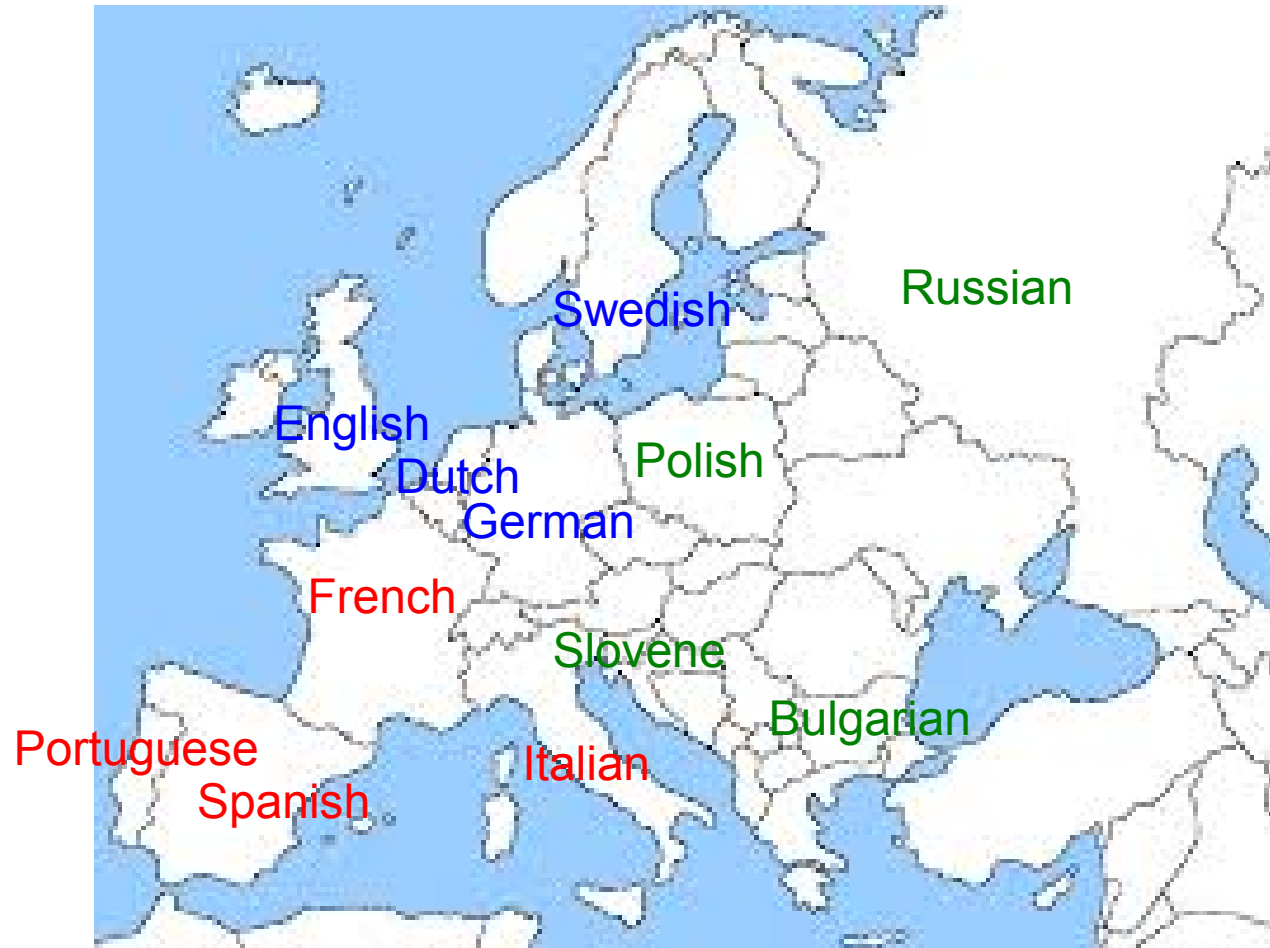 Russian
Swedish
English
Polish
Dutch
German
French
Slovene
Bulgarian
Portuguese
Italian
Spanish